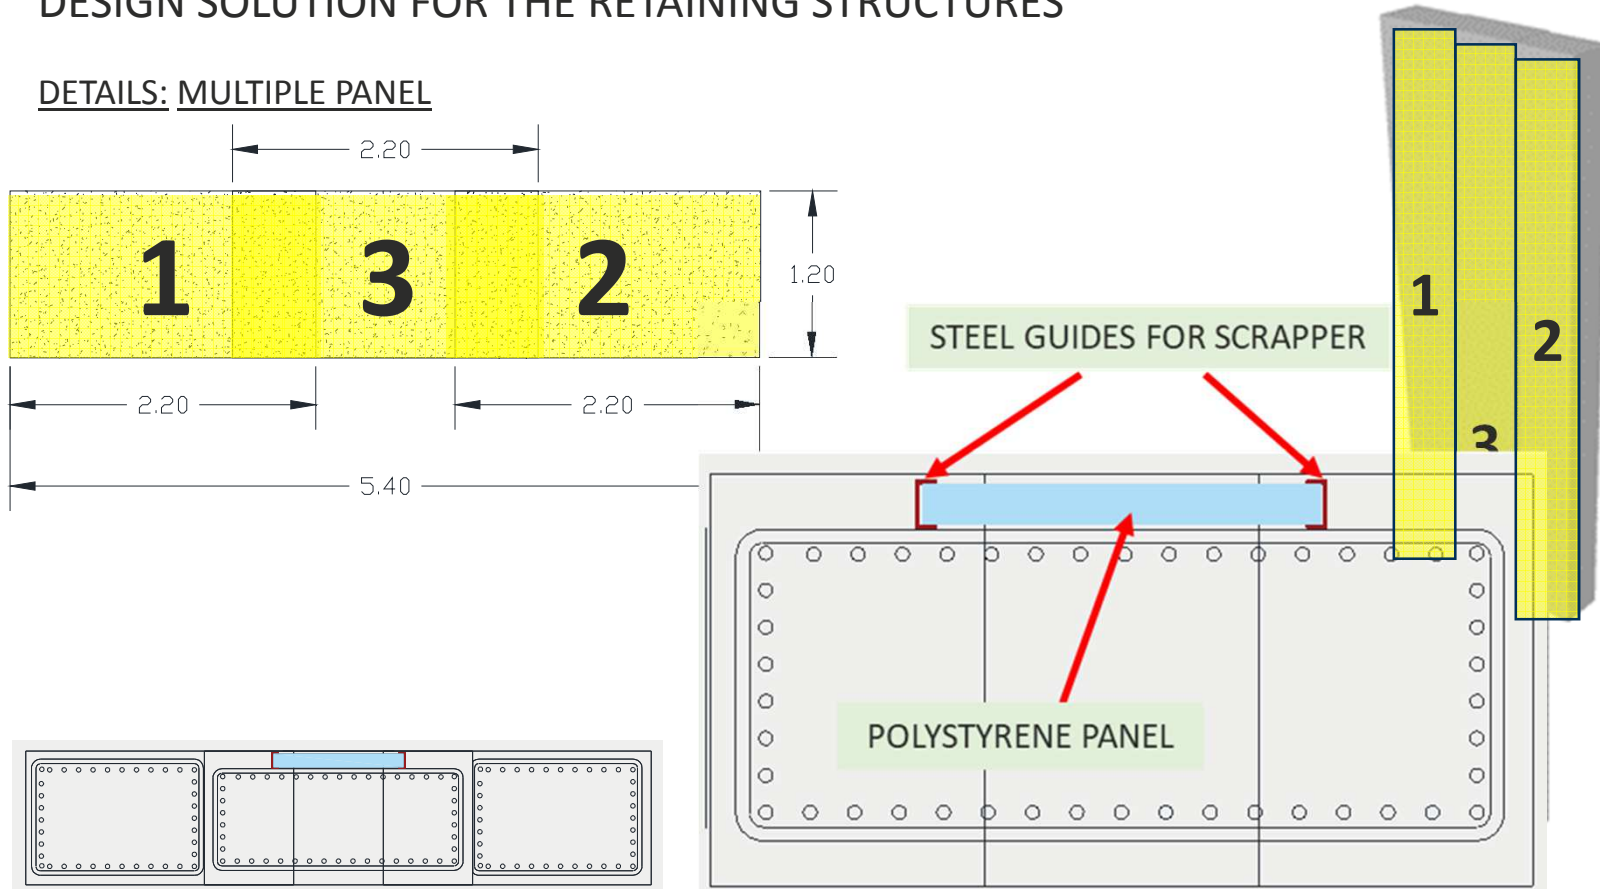 DESIGN SOLUTION FOR THE RETAINING STRUCTURES
DETAILS: MULTIPLE PANEL
2.20
1
3
2
1.20
2.20
2.20
5.40
STEEL GUIDES FOR SCRAPPER
POLYSTYRENE PANEL
1
2
3